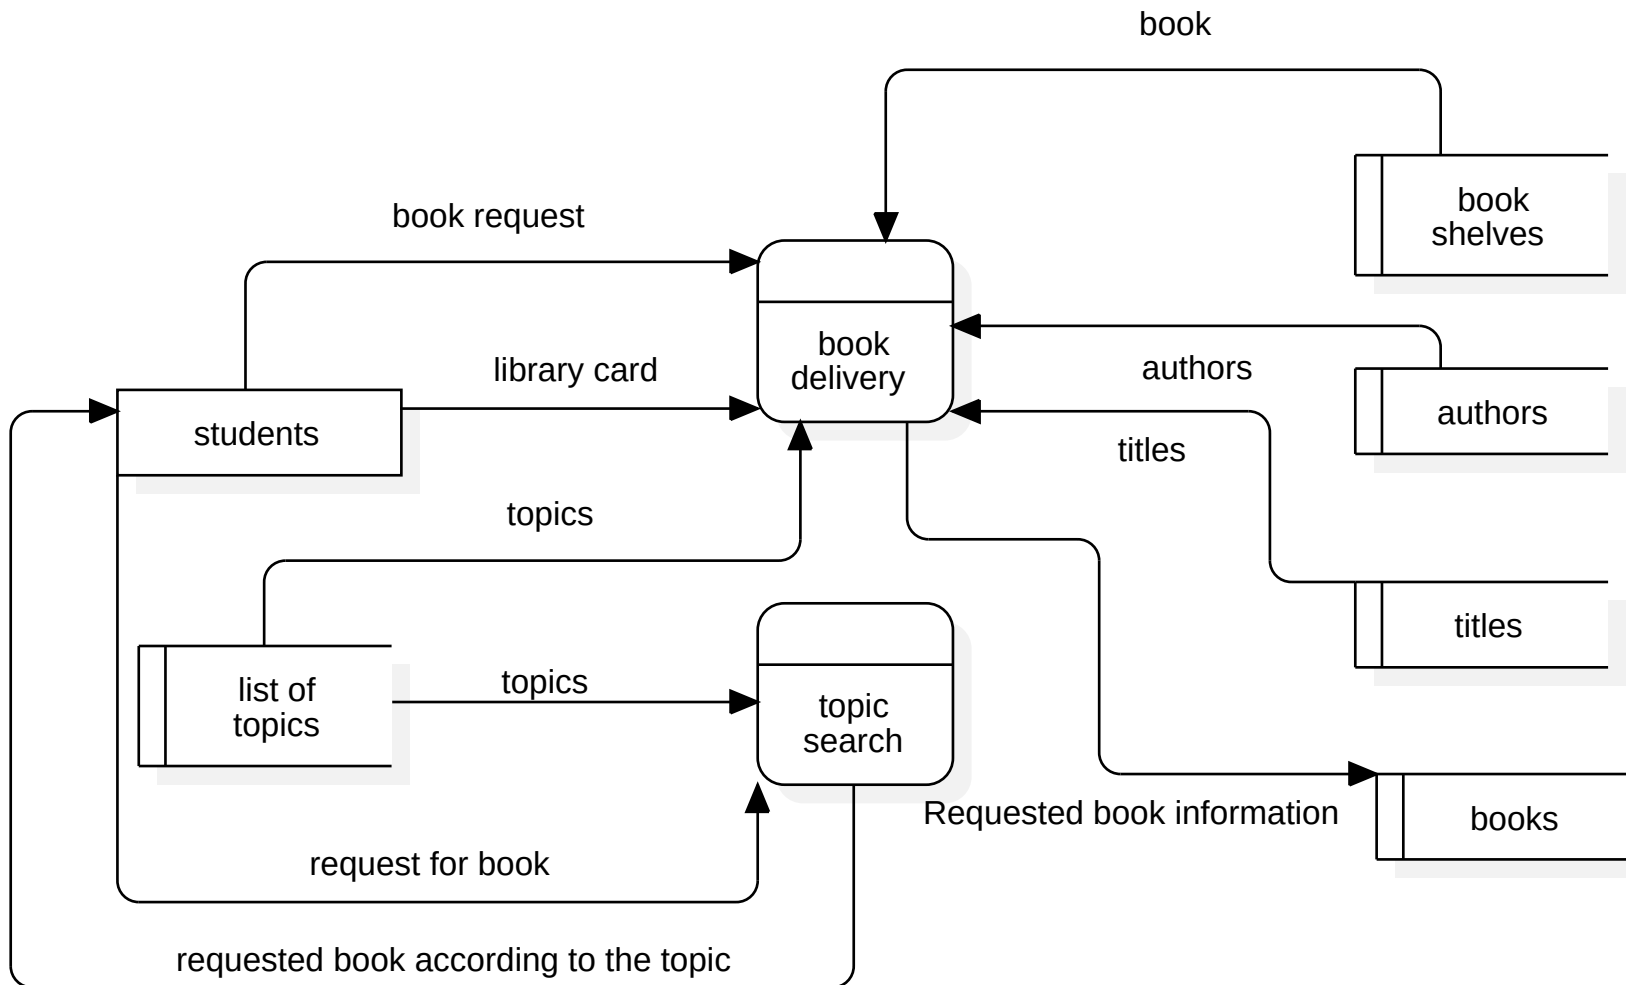 book
book
shelves
book request
book
delivery
library card
authors
authors
students
titles
topics
titles
list of
topics
topics
topic
search
Requested book information
books
request for book
requested book according to the topic